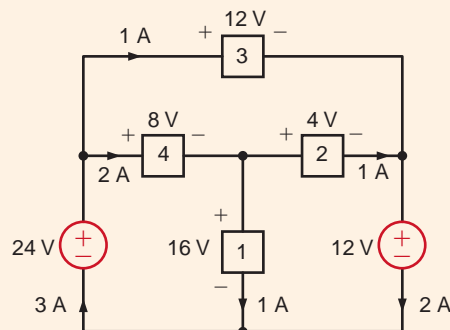 12 V
1 A + 3 −
8 V 4 V
+ 4 − + 2 −
2 A 1 A
+
24 V + − 16 V 1 12 V + −
−
3 A 1 A 2 A